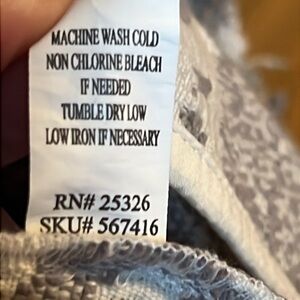 MACHINE WASH COLD
NON CHLORINE BLEACH
IF NEEDED
TUMBLE DRY LOW
LOW IRON IF NECESSARY
RN# 25326
SKU# 567416